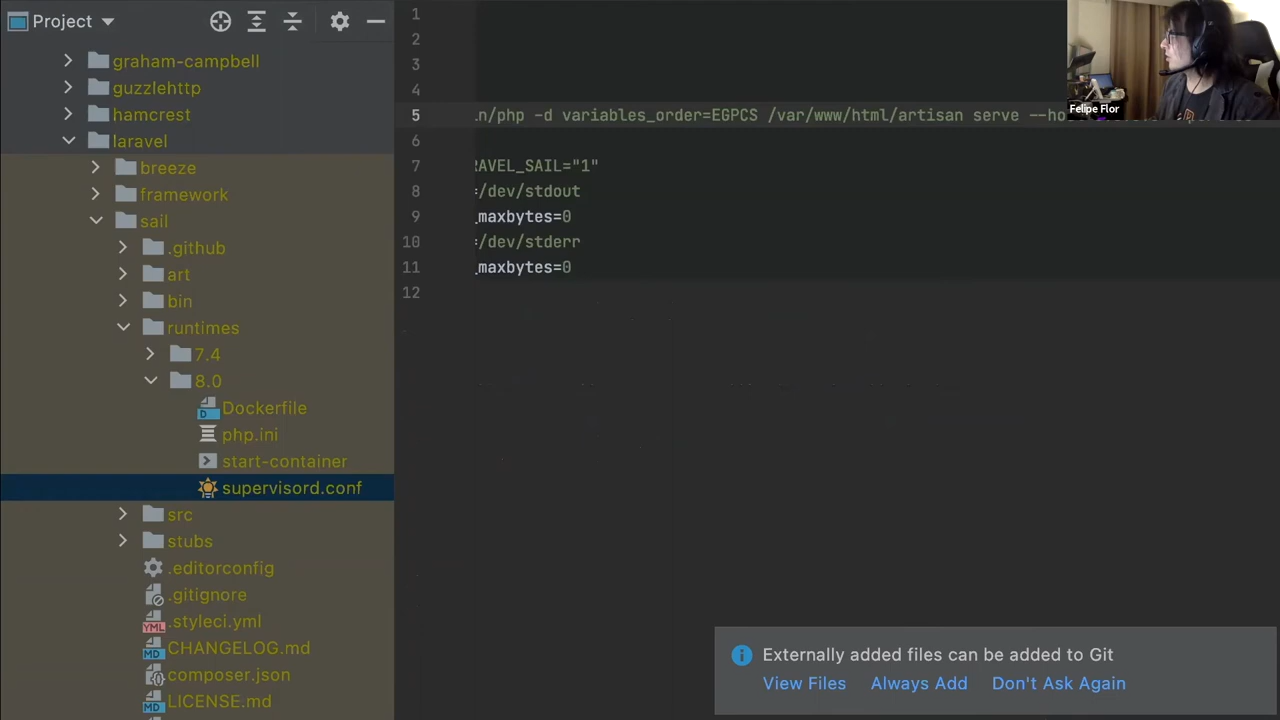 Project
graham-campbell
guzzlehttp
hamcrest
laravel
breeze
framework
sail
.github
art
bin
runtimes
7.4
8.0
Dockerfile
php.ini
start-container
supervisord.conf
src
stubs
.editorconfig
.gitignore
.styleci.yml
CHANGELOG.md
composer.json
LICENSE.md
1
2
3
4
5 in/php -d variables_order=EGPCS /var/www/html/artisan serve --ho
6
7 RAVEL_SAIL="1"
8 =/dev/stdout
9 _maxbytes=0
10 =/dev/stderr
11 _maxbytes=0
12
Felipe Flor
Externally added files can be added to Git
View Files Always Add Don't Ask Again